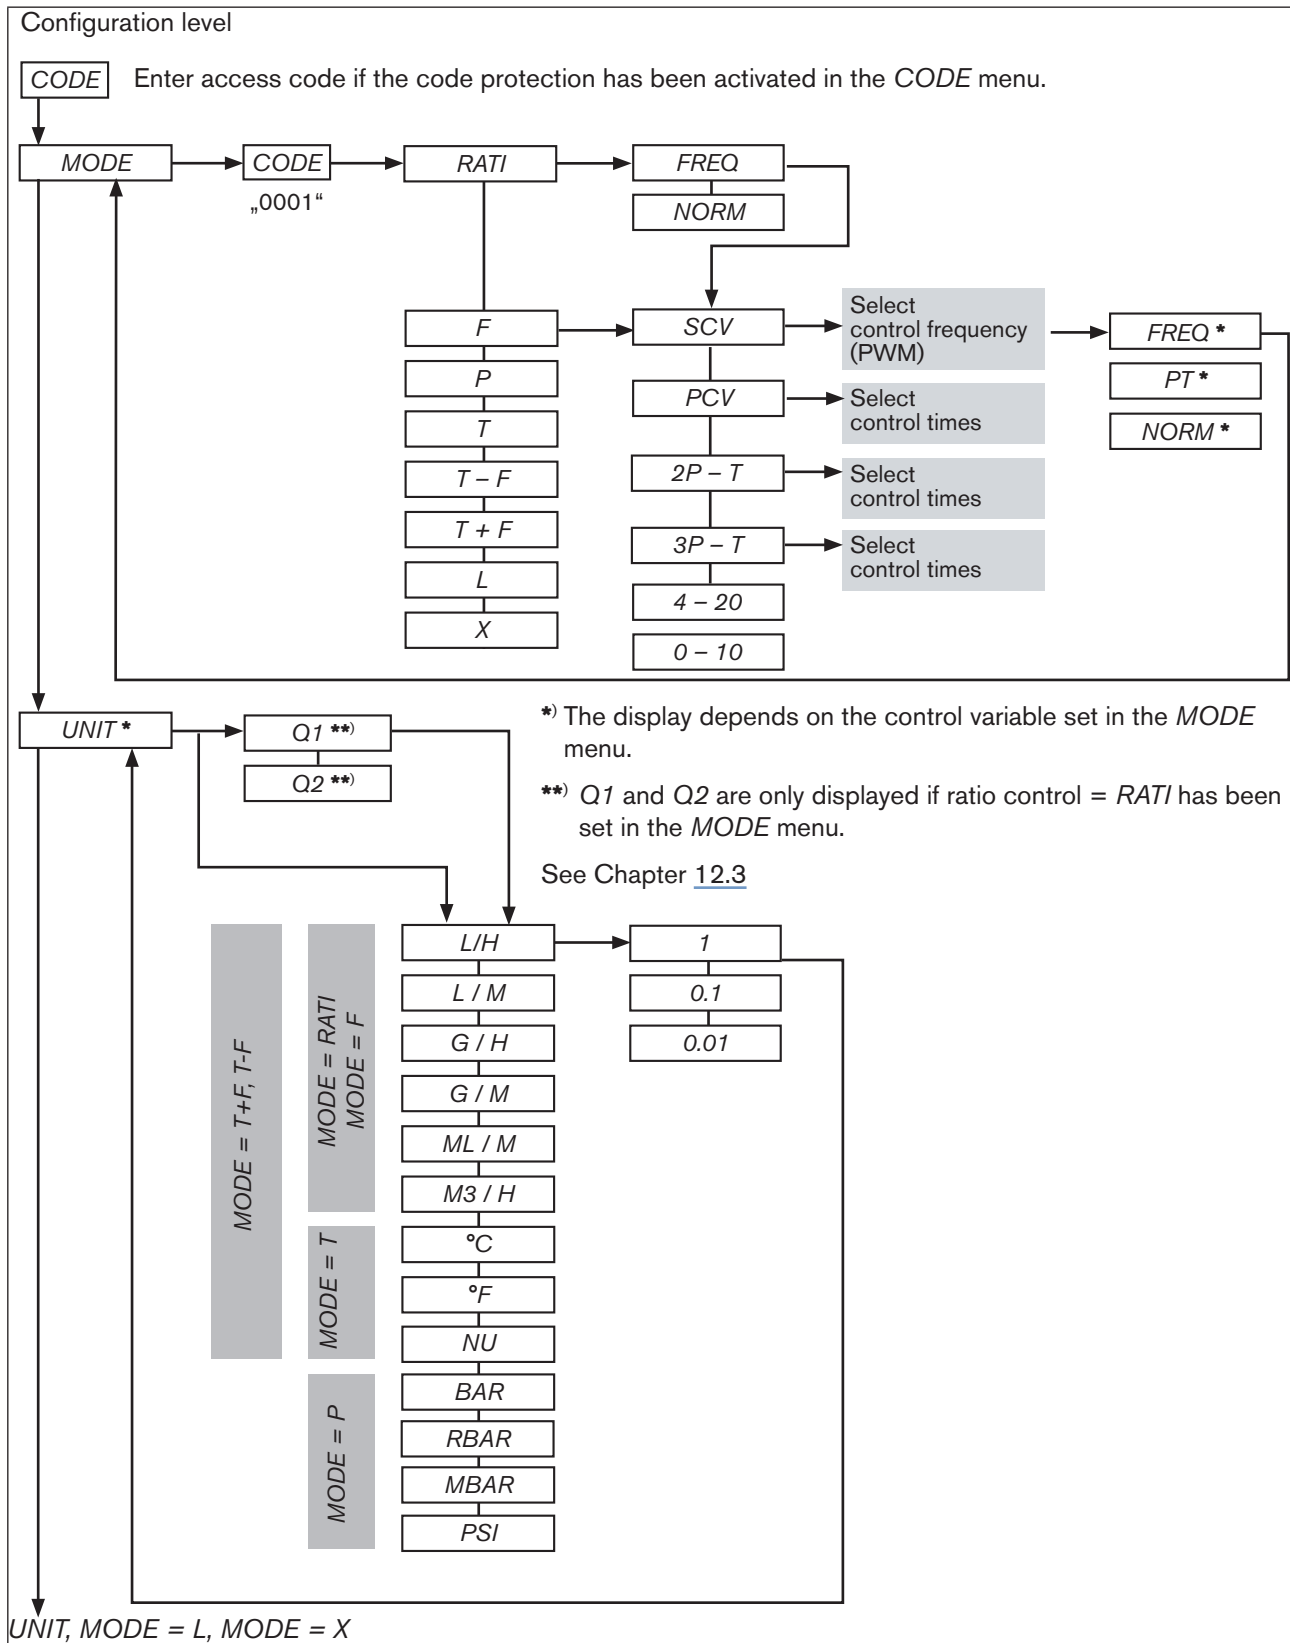 Configuration level
CODE Enter access code if the code protection has been activated in the CODE menu.
MODE CODE RATI FREQ
„0001“
NORM
F SCV Select
control frequency
(PWM)
FREQ *
P PCV Select
control times
PT *
T
NORM *
T – F 2P – T Select
control times
T + F 3P – T Select
control times
L 4 – 20
X 0 – 10
UNIT * Q1 **)
Q2 **)
*) The display depends on the control variable set in the MODE
menu.
**) Q1 and Q2 are only displayed if ratio control = RATI has been
set in the MODE menu.
See Chapter 12.3
MODE = T+F, T-F
MODE = RATI
MODE = F
MODE = T
MODE = P
L/H 1
L / M 0.1
G / H 0.01
G / M
ML / M
M3 / H
°C
°F
NU
BAR
RBAR
MBAR
PSI
UNIT, MODE = L, MODE = X